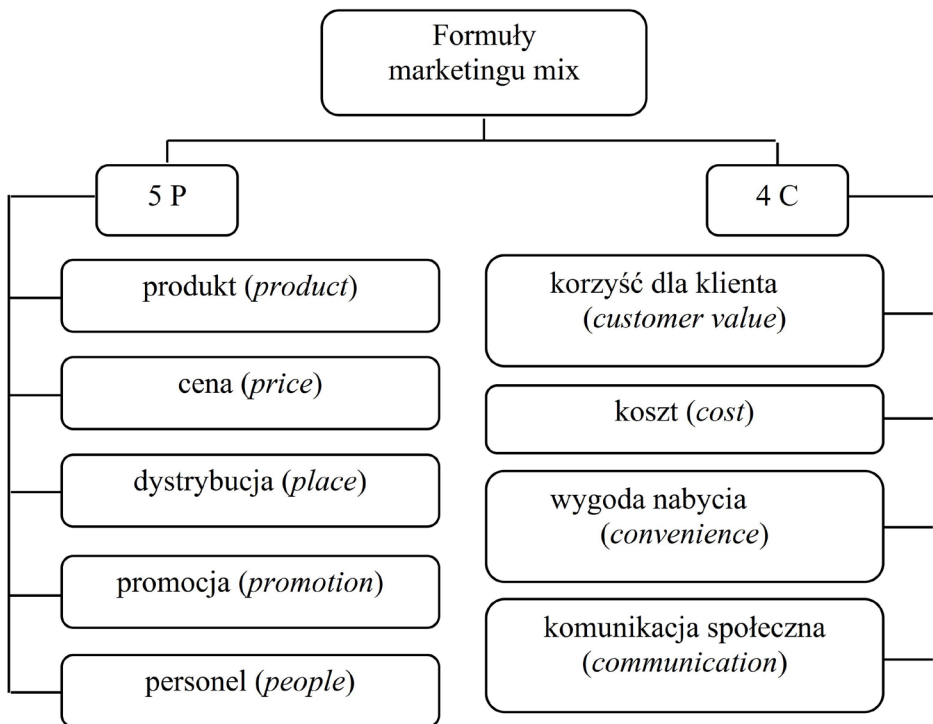 Formuły
marketingu mix
5 P
4 C
produkt (product)
cena (price)
dystrybucja (place)
promocja (promotion)
personel (people)
korzyść dla klienta
(customer value)
koszt (cost)
wygoda nabycia
(convenience)
komunikacja społeczna
(communication)